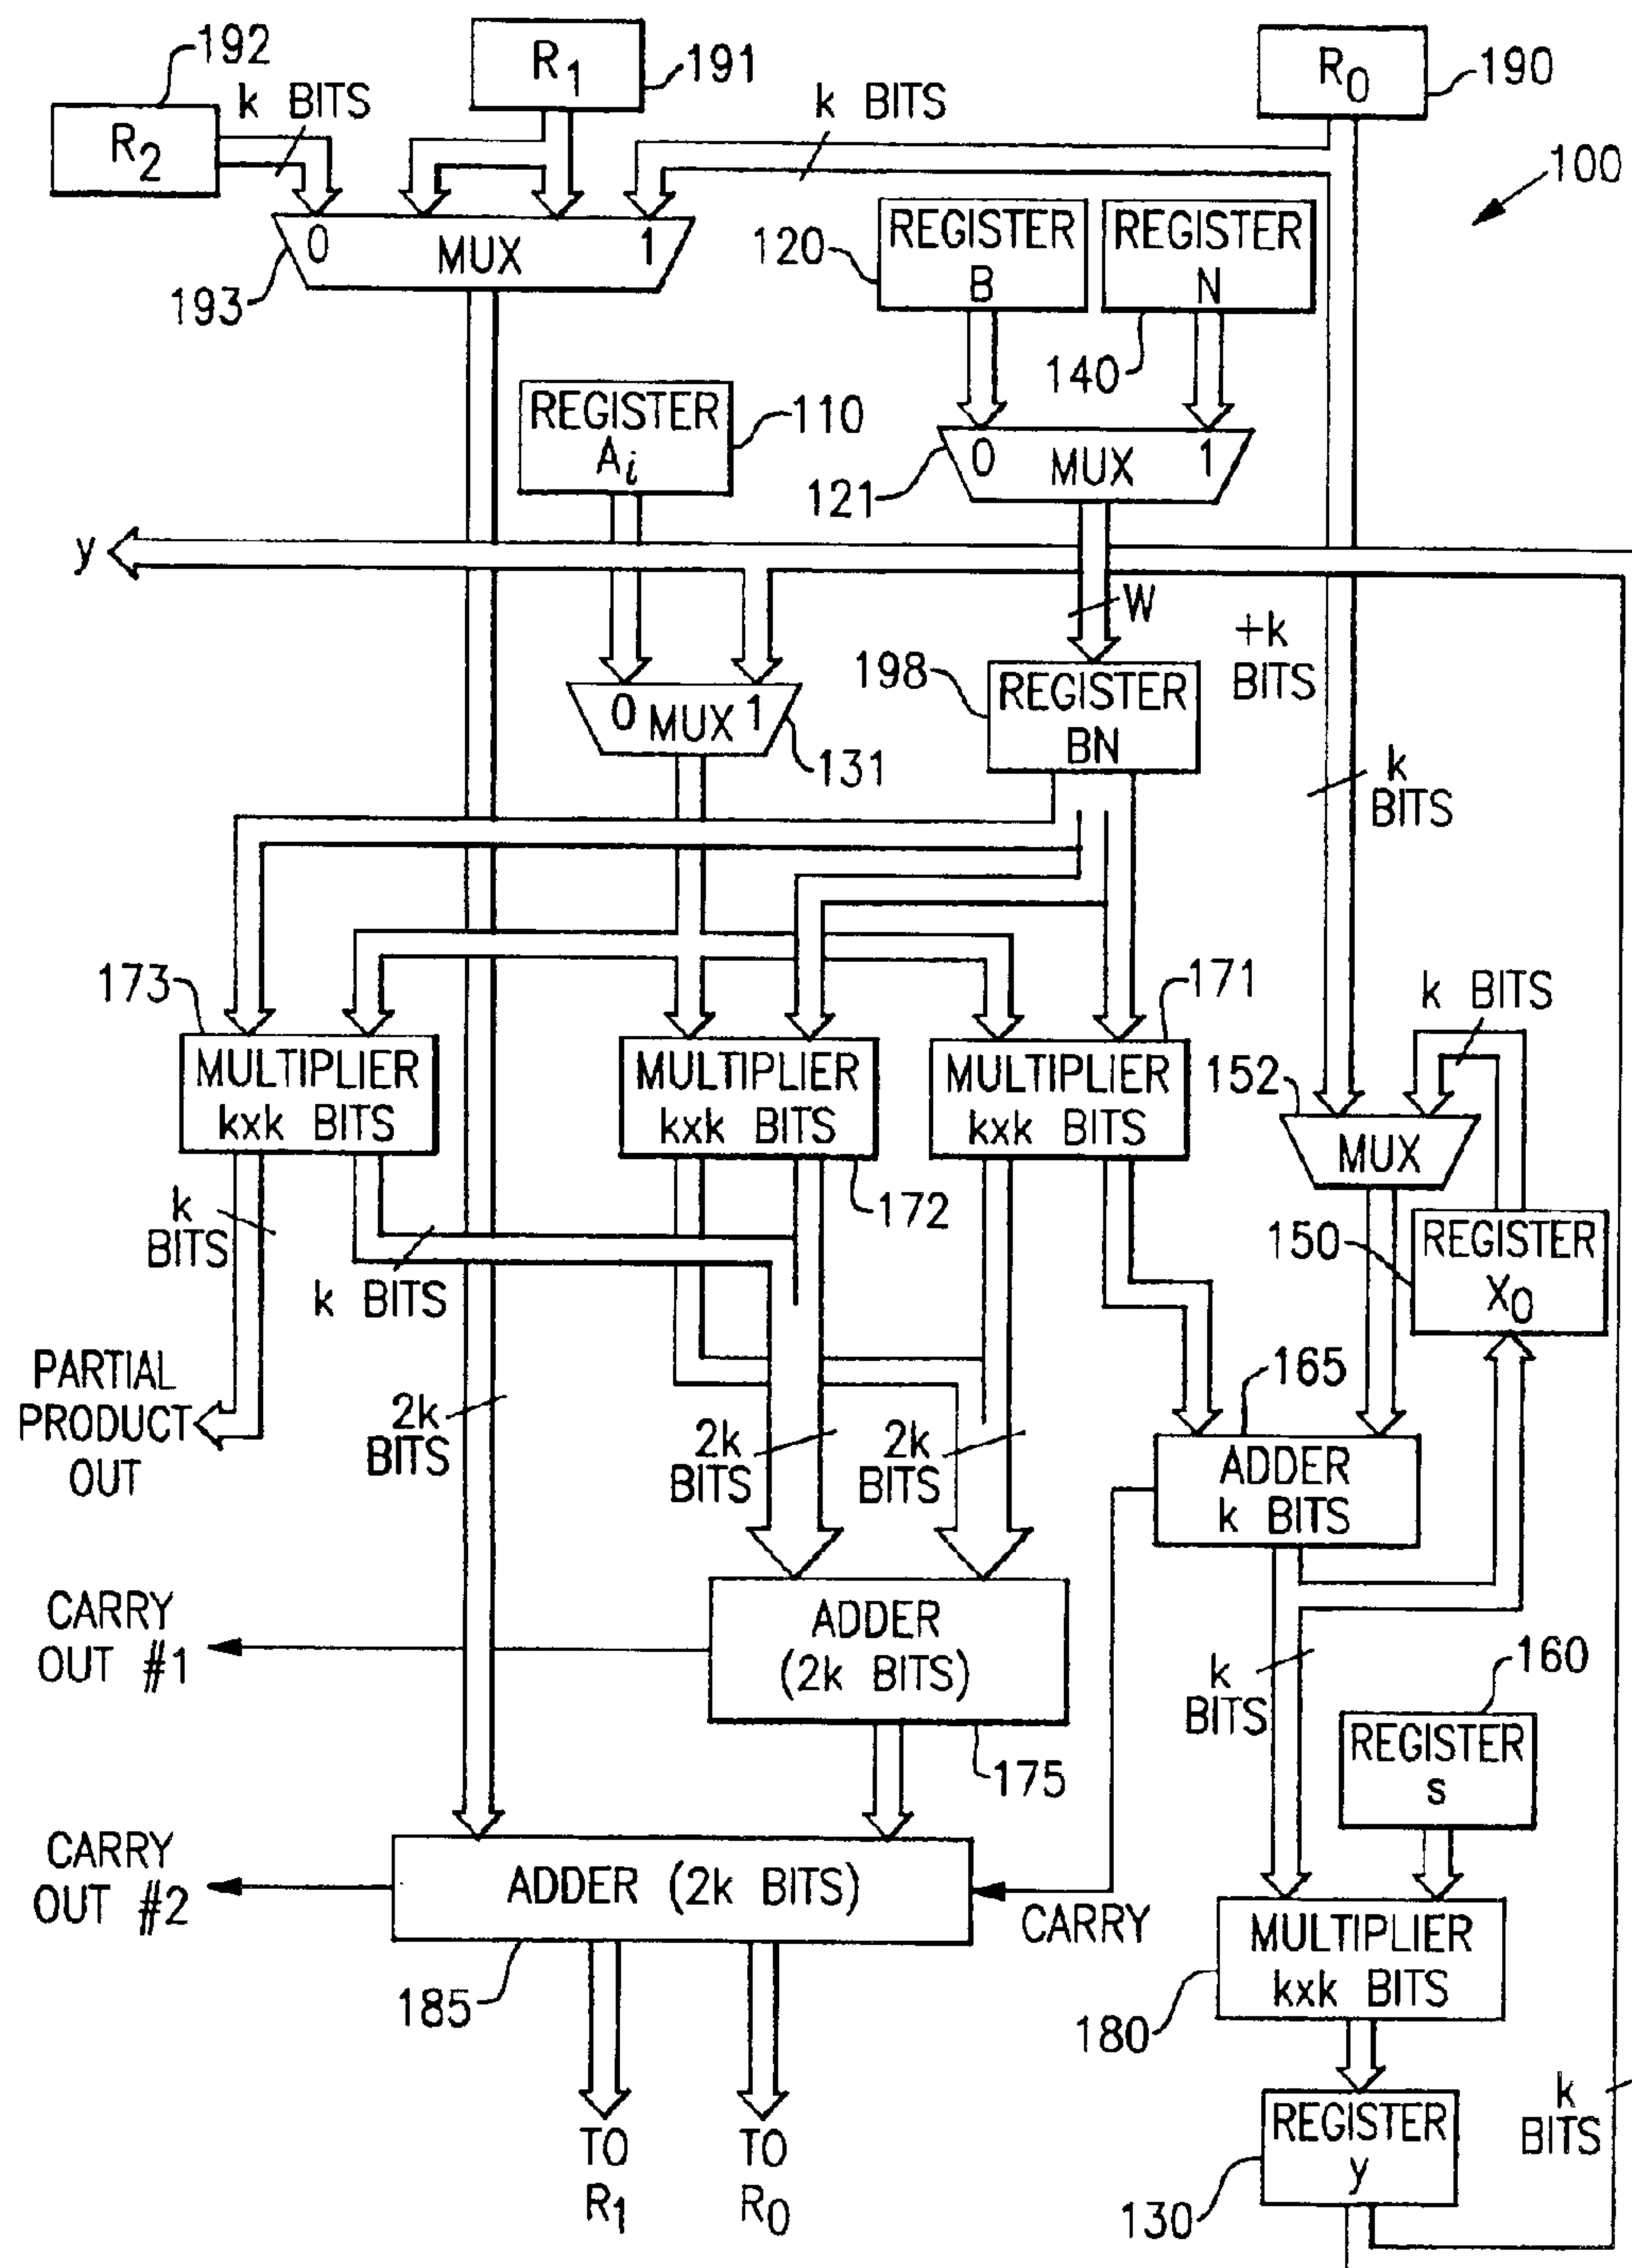 192
R2
k BITS
R1
191
k BITS
R0
190
100
0 MUX 1
193
120
REGISTER
B
REGISTER
N
140
REGISTER
Ai
110
0 MUX 1
121
y
W
+k
BITS
0 MUX 1
131
198
REGISTER
BN
k
BITS
173
MULTIPLIER
kxk BITS
MULTIPLIER
kxk BITS
172
171
MULTIPLIER
kxk BITS
k BITS
152
MUX
150
REGISTER
X0
k
BITS
k BITS
PARTIAL
PRODUCT
OUT
2k
BITS
2k
BITS
2k
BITS
165
ADDER
k BITS
CARRY
OUT #1
ADDER
(2k BITS)
175
k
BITS
160
REGISTER
s
CARRY
OUT #2
ADDER (2k BITS)
185
CARRY
MULTIPLIER
kxk BITS
180
TO
R1
TO
R0
REGISTER
y
130
k
BITS